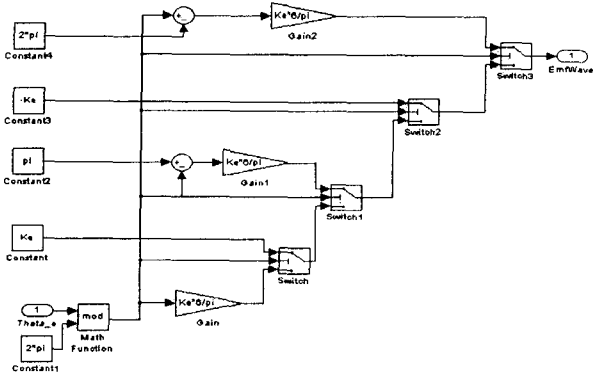 2*pi
Constant4
+
-
Ke*6/pi
Gain2
Switch3
1
EmfWave
-Ke
Constant3
Switch2
pi
Constant2
+
-
Ke*6/pi
Gain1
Switch1
Ke
Constant
Switch
Ke*6/pi
Gain
1
Theta_e
mod
Math
Function
2*pi
Constant1